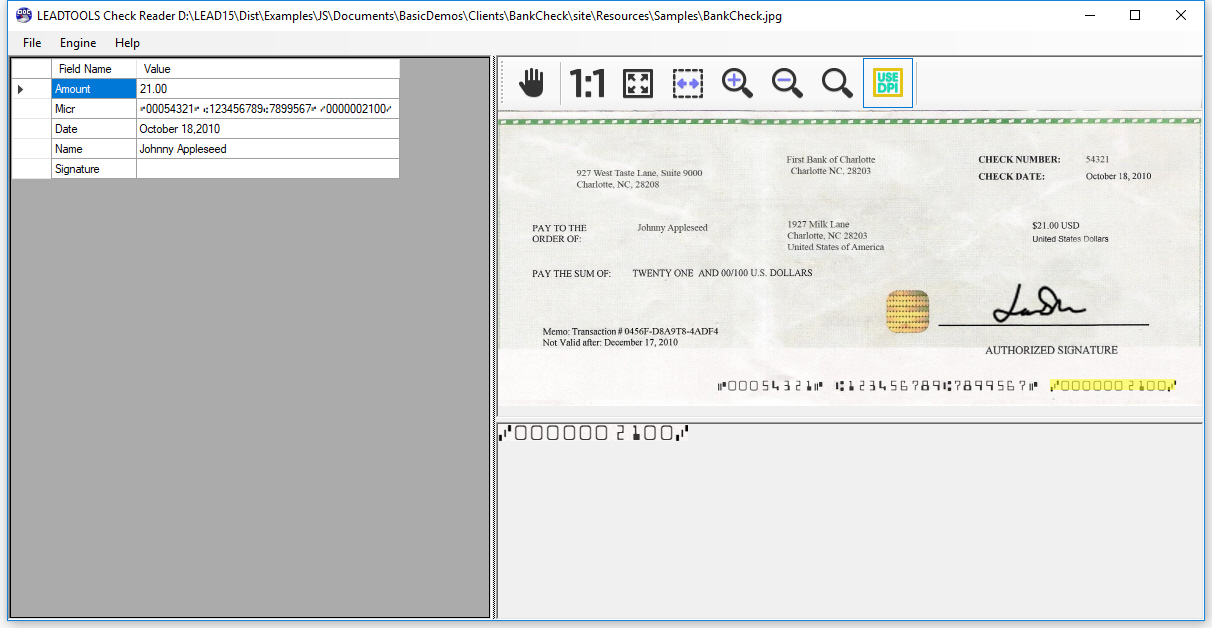 LEADTOOLS Check Reader D:\LEAD15\Dist\Examples\JS\Documents\BasicDemos\Clients\BankCheck\site\Resources\Samples\BankCheck.jpg
File Engine Help
Field Name Value
Amount 21.00
Micr ⑈00054321⑈ ⑆123456789⑆7899567⑈ ⑇0000002100⑇
Date October 18,2010
Name Johnny Appleseed
Signature
1:1
USE
DPI
927 West Taste Lane, Suite 9000
Charlotte, NC, 28208
First Bank of Charlotte
Charlotte NC, 28203
CHECK NUMBER: 54321
CHECK DATE: October 18, 2010
PAY TO THE
ORDER OF:
Johnny Appleseed
1927 Milk Lane
Charlotte, NC 28203
United States of America
$21.00 USD
United States Dollars
PAY THE SUM OF: TWENTY ONE AND 00/100 U.S. DOLLARS
Memo: Transaction # 0456F-D8A9T8-4ADF4
Not Valid after: December 17, 2010
AUTHORIZED SIGNATURE
⑈00054321⑈ ⑆123456789⑆7899567⑈ ⑇000000 2100⑇
⑇000000 2100⑇